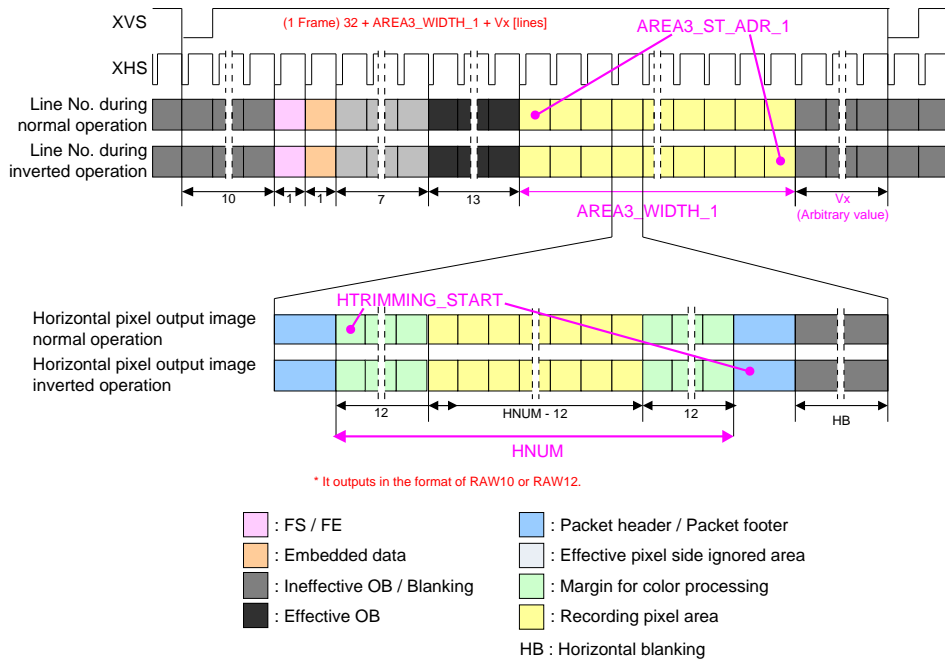 XVS
(1 Frame) 32 + AREA3_WIDTH_1 + Vx [lines]
AREA3_ST_ADR_1
XHS
Line No. during
normal operation
Line No. during
inverted operation
10
1
1
7
13
AREA3_WIDTH_1
Vx
(Arbitrary value)
HTRIMMING_START
Horizontal pixel output image
normal operation
Horizontal pixel output image
inverted operation
12
HNUM - 12
12
HB
HNUM
* It outputs in the format of RAW10 or RAW12.
: FS / FE
: Embedded data
: Ineffective OB / Blanking
: Effective OB
: Packet header / Packet footer
: Effective pixel side ignored area
: Margin for color processing
: Recording pixel area
HB : Horizontal blanking